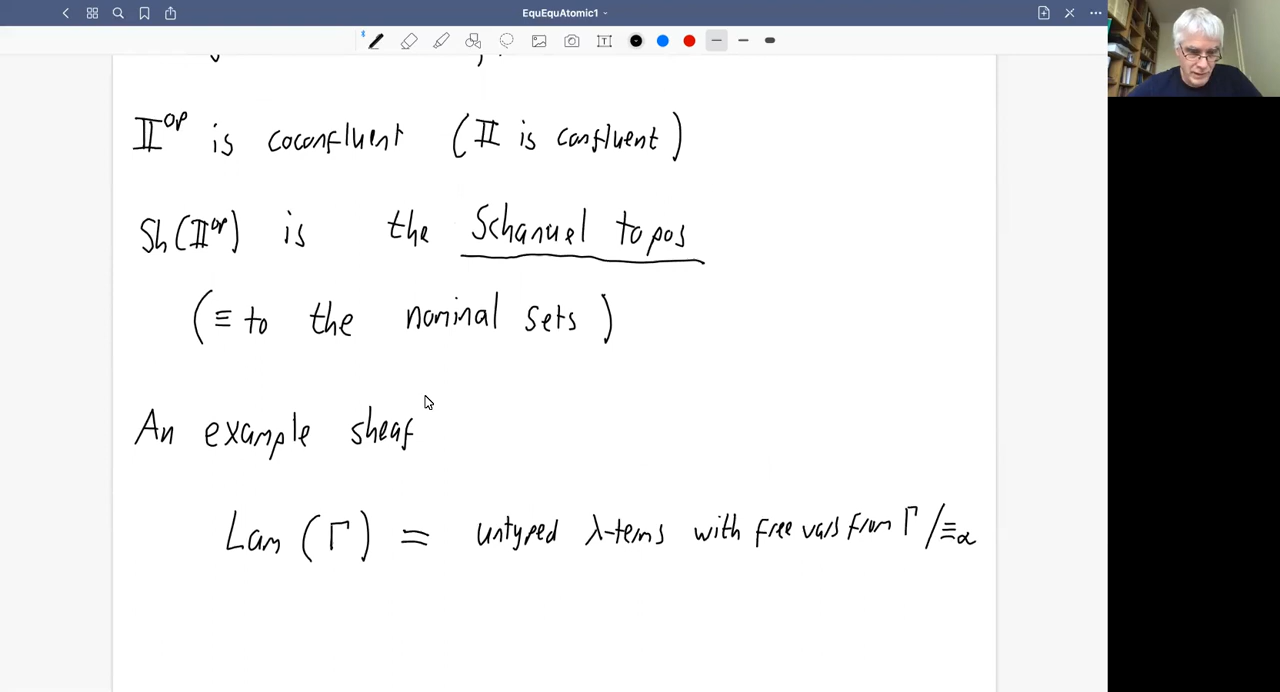 EquEquAtomic1
𝕀^op is coconfluent (𝕀 is confluent)
Sh(𝕀^op) is the Schanuel topos
(≡ to the nominal sets)
An example sheaf
Lam(Γ) = untyped λ-tems with free vars from Γ/≡α